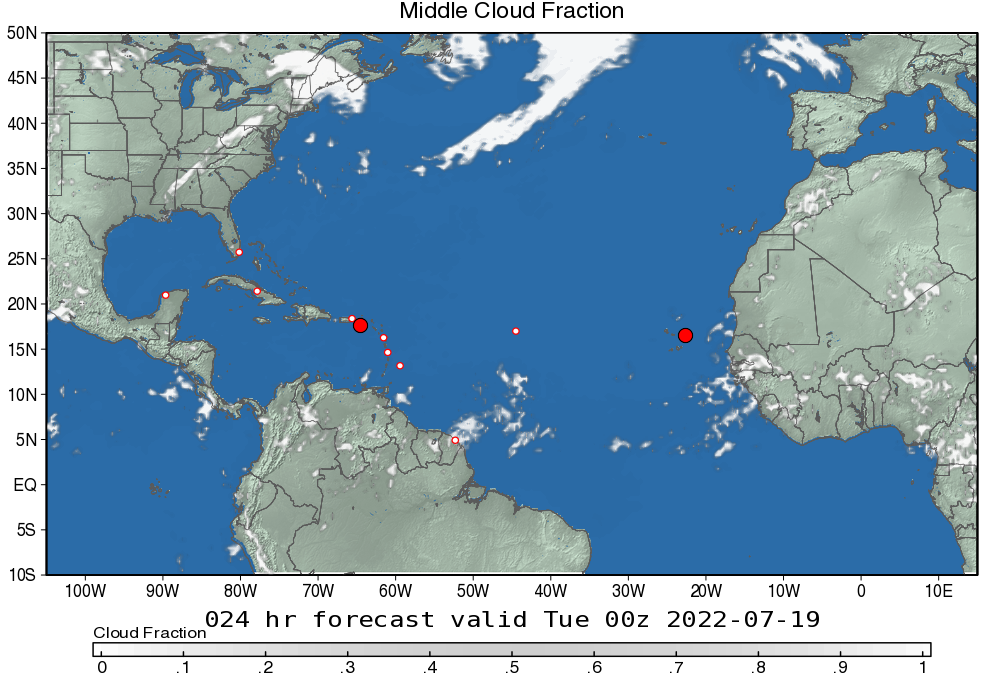 Middle Cloud Fraction
50N
45N
40N
35N
30N
25N
20N
15N
10N
5N
EQ
5S
10S
100W 90W 80W 70W 60W 50W 40W 30W 20W 10W 0 10E
024 hr forecast valid Tue 00z 2022-07-19
Cloud Fraction
0 .1 .2 .3 .4 .5 .6 .7 .8 .9 1